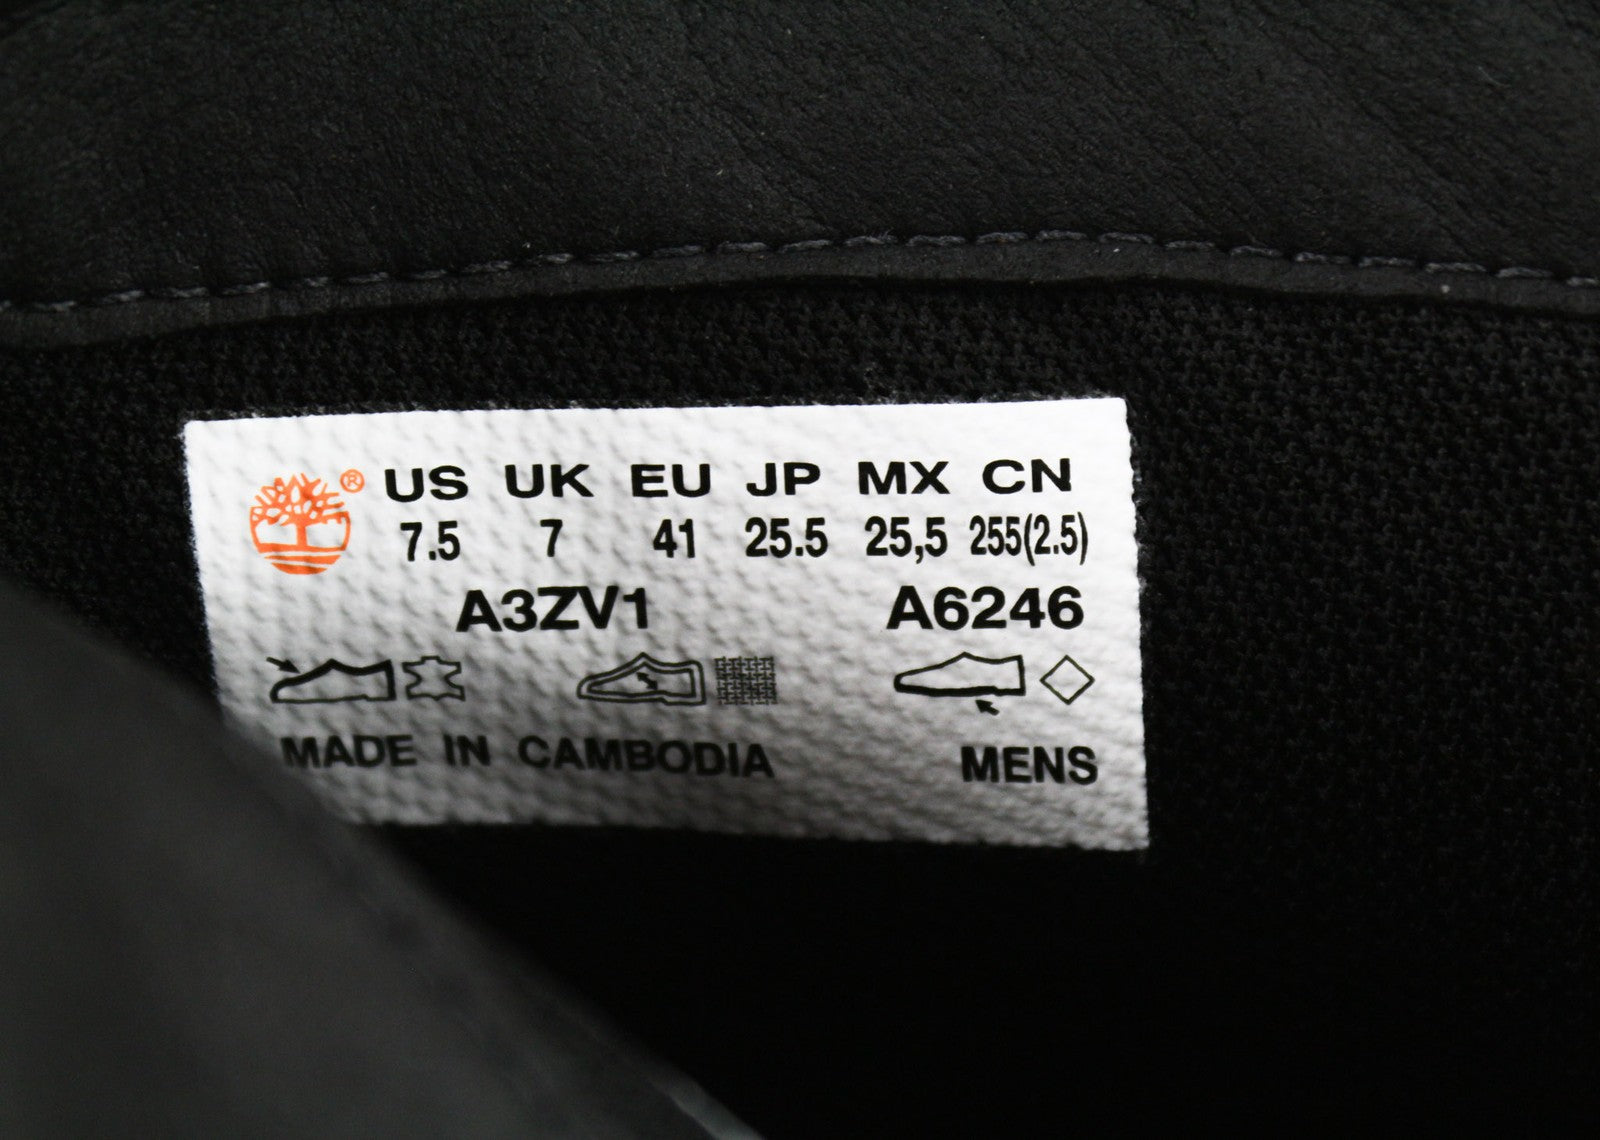 ® US UK EU JP MX CN
7.5 7 41 25.5 25,5 255(2.5)
A3ZV1 A6246
MADE IN CAMBODIA MENS